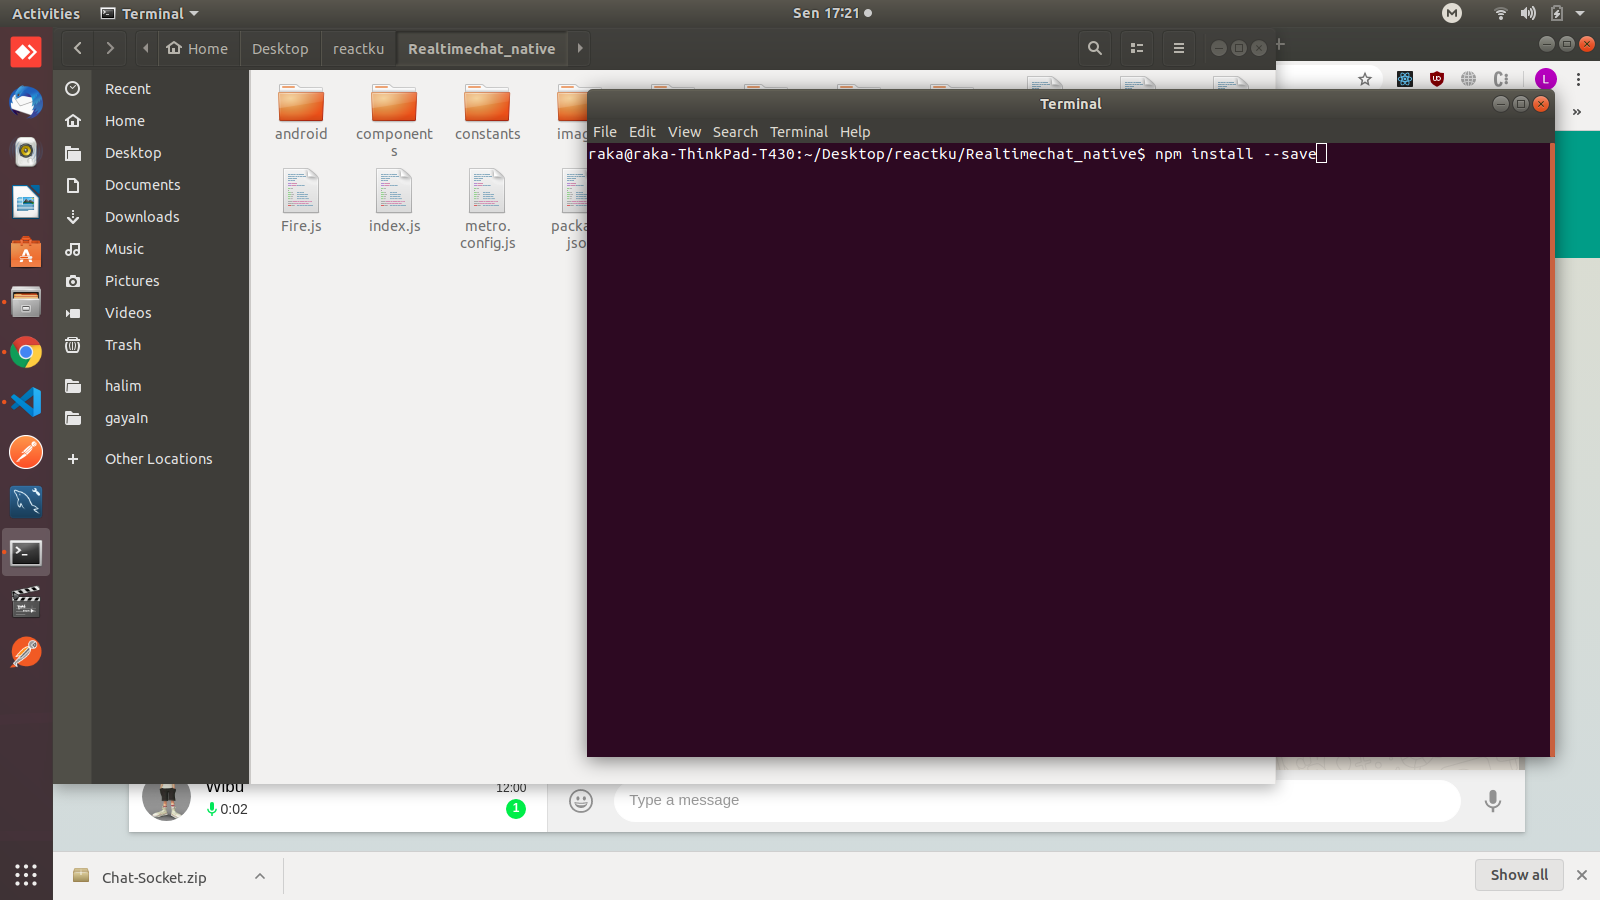 Activities
Terminal
Sen 17:21
M
Home
Desktop
reactku
Realtimechat_native
L
Recent
Home
Desktop
Documents
Downloads
Music
Pictures
Videos
Trash
halim
gayaIn
Other Locations
android
component
s
constants
imag
Fire.js
index.js
metro.
config.js
packa
jso
Terminal
File Edit View Search Terminal Help
raka@raka-ThinkPad-T430:~/Desktop/reactku/Realtimechat_native$ npm install --save
Wibu
12:00
0:02
1
Type a message
Chat-Socket.zip
Show all